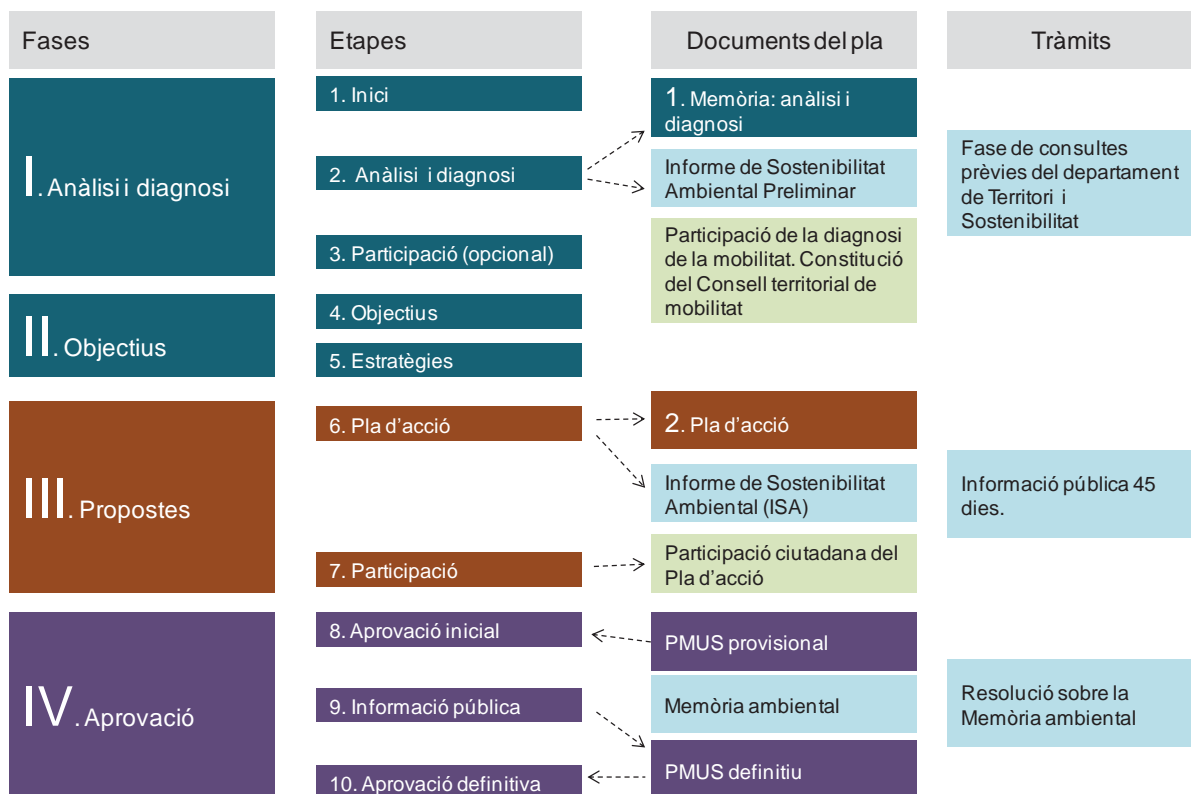 Fases
Etapes
Documents del pla
Tràmits
I. Anàlisi i diagnosi
1. Inici
2. Anàlisi i diagnosi
3. Participació (opcional)
1. Memòria: anàlisi i
diagnosi
Informe de Sostenibilitat
Ambiental Preliminar
Participació de la diagnosi
de la mobilitat. Constitució
del Consell territorial de
mobilitat
Fase de consultes
prèvies del departament
de Territori i
Sostenibilitat
II. Objectius
4. Objectius
5. Estratègies
III. Propostes
6. Pla d'acció
7. Participació
2. Pla d'acció
Informe de Sostenibilitat
Ambiental (ISA)
Participació ciutadana del
Pla d'acció
Informació pública 45
dies.
IV. Aprovació
8. Aprovació inicial
9. Informació pública
10. Aprovació definitiva
PMUS provisional
Memòria ambiental
PMUS definitiu
Resolució sobre la
Memòria ambiental